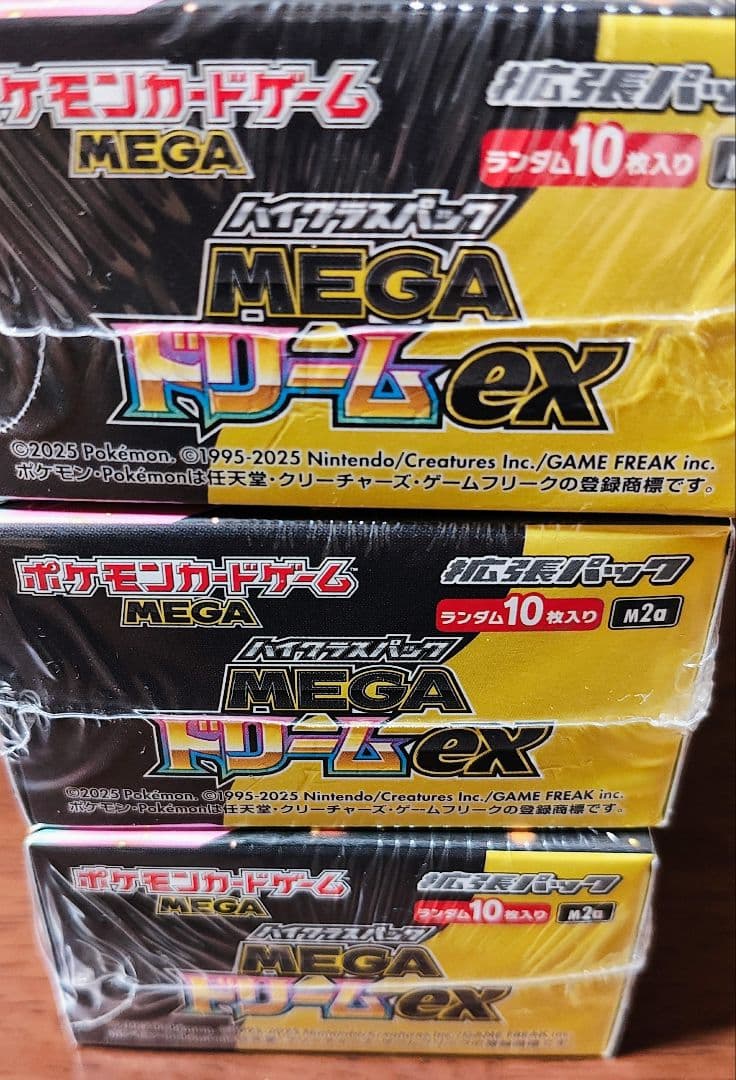 ポケモンカードゲーム
MEGA
拡張パック
ランダム10枚入り
ハイクラスパック
MEGA
ドリームex
©2025 Pokémon. ©1995-2025 Nintendo/Creatures Inc./GAME FREAK inc.
ポケモン・Pokémonは任天堂・クリーチャーズ・ゲームフリークの登録商標です。
ポケモンカードゲーム
MEGA
拡張パック
ランダム10枚入り M2a
ハイクラスパック
MEGA
ドリームex
©2025 Pokémon. ©1995-2025 Nintendo/Creatures Inc./GAME FREAK inc.
ポケモン・Pokémonは任天堂・クリーチャーズ・ゲームフリークの登録商標です。
ポケモンカードゲーム
MEGA
拡張パック
ランダム10枚入り M2a
ハイクラスパック
MEGA
ドリームex
1995-2025 Nintendo/Creatures Inc./GAME FREAK inc